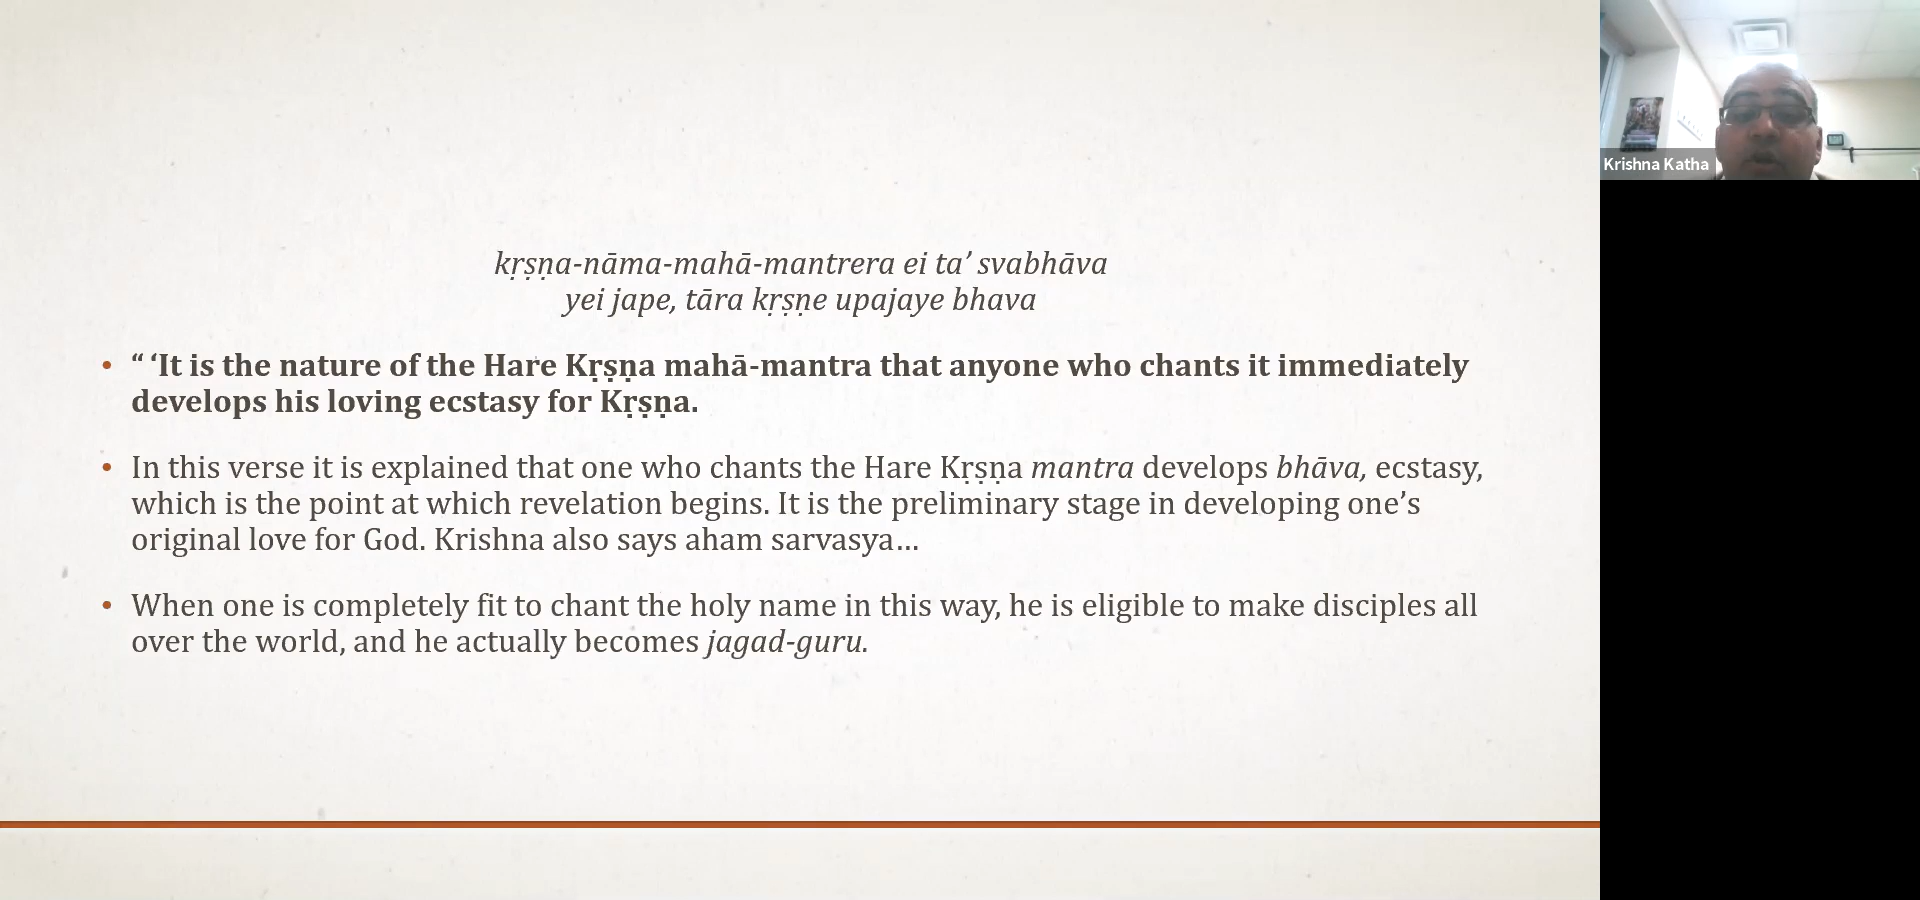 kṛṣṇa-nāma-mahā-mantrera ei ta’ svabhāva
yei jape, tāra kṛṣṇe upajaye bhava
• “ ‘It is the nature of the Hare Kṛṣṇa mahā-mantra that anyone who chants it immediately
develops his loving ecstasy for Kṛṣṇa.
• In this verse it is explained that one who chants the Hare Kṛṣṇa mantra develops bhāva, ecstasy,
which is the point at which revelation begins. It is the preliminary stage in developing one’s
original love for God. Krishna also says aham sarvasya…
• When one is completely fit to chant the holy name in this way, he is eligible to make disciples all
over the world, and he actually becomes jagad-guru.
Krishna Katha